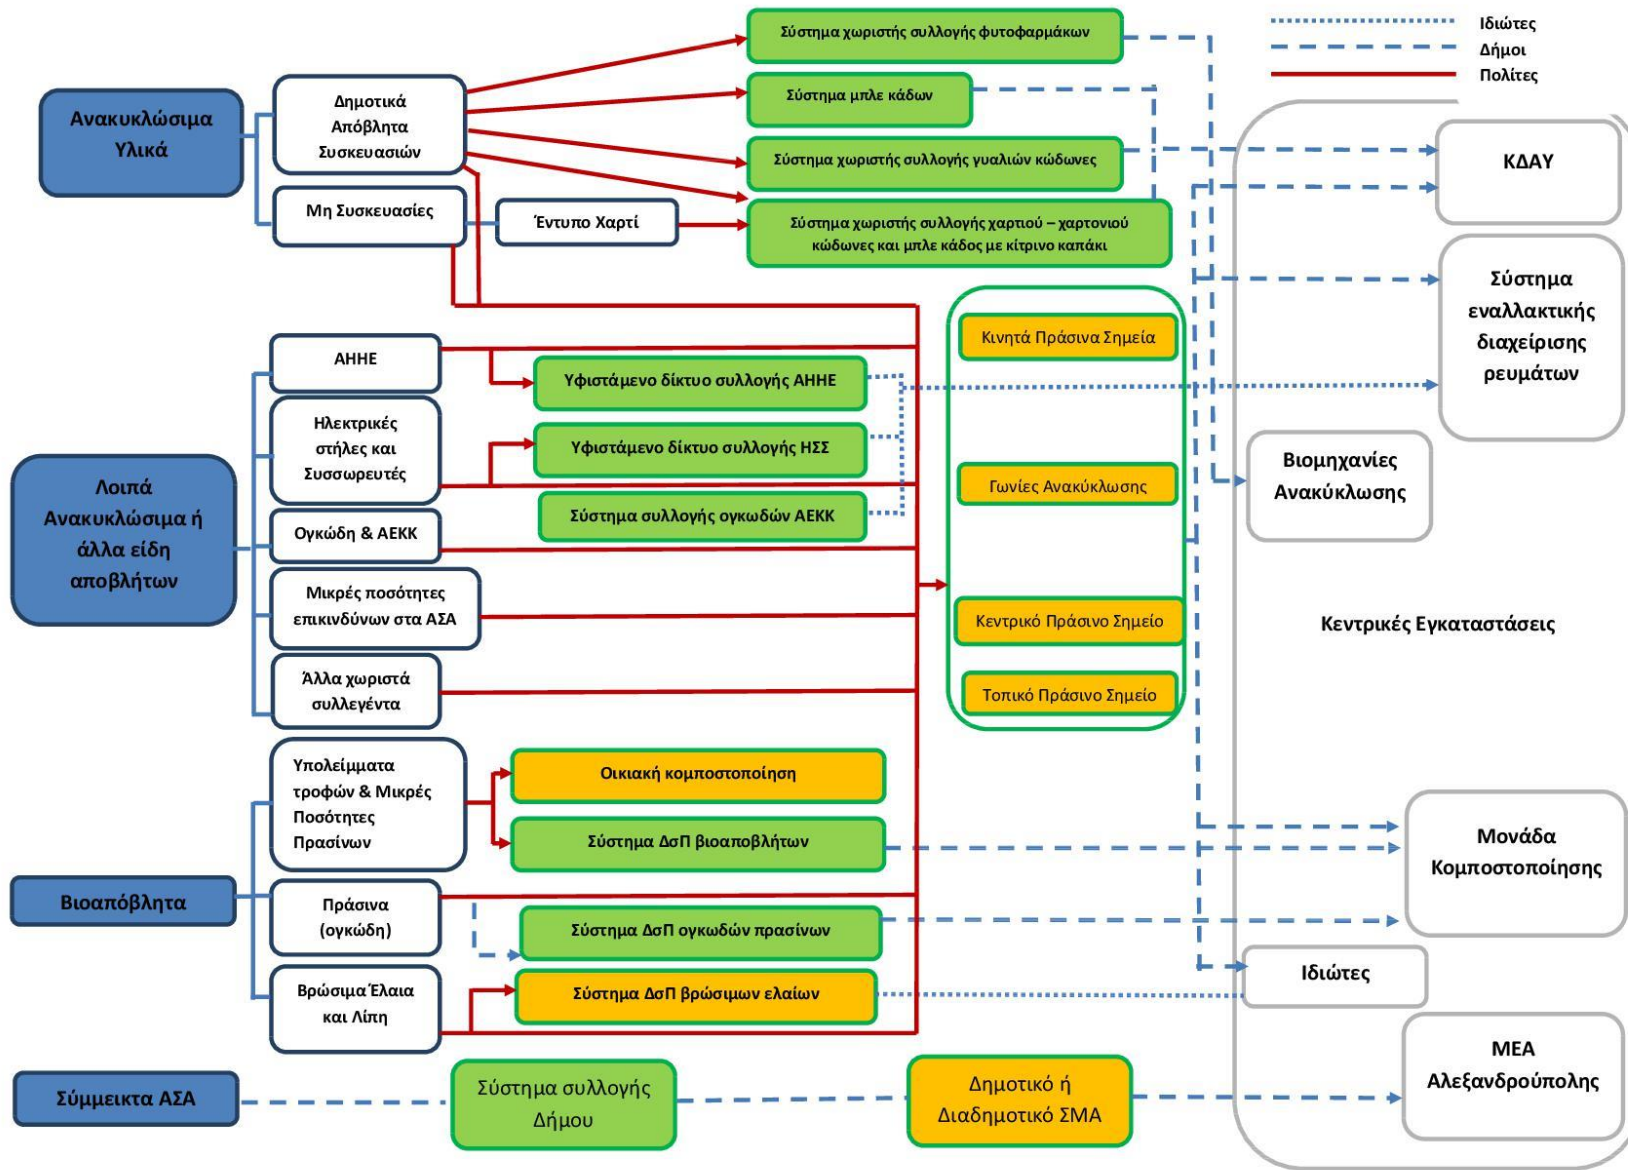 Ιδιώτες
Δήμοι
Πολίτες
Ανακυκλώσιμα
Υλικά
Δημοτικά
Απόβλητα
Συσκευασιών
Μη Συσκευασίες
Έντυπο Χαρτί
Σύστημα χωριστής συλλογής φυτοφαρμάκων
Σύστημα μπλε κάδων
Σύστημα χωριστής συλλογής γυαλιών κώδωνες
Σύστημα χωριστής συλλογής χαρτιού – χαρτονιού
κώδωνες και μπλε κάδος με κίτρινο καπάκι
ΚΔΑΥ
Σύστημα
εναλλακτικής
διαχείρισης
ρευμάτων
Βιομηχανίες
Ανακύκλωσης
Κεντρικές Εγκαταστάσεις
Λοιπά
Ανακυκλώσιμα ή
άλλα είδη
αποβλήτων
ΑΗΗΕ
Ηλεκτρικές
στήλες και
Συσσωρευτές
Ογκώδη & ΑΕΚΚ
Μικρές ποσότητες
επικινδύνων στα ΑΣΑ
Άλλα χωριστά
συλλεγέντα
Υφιστάμενο δίκτυο συλλογής ΑΗΗΕ
Υφιστάμενο δίκτυο συλλογής ΗΣΣ
Σύστημα συλλογής ογκωδών ΑΕΚΚ
Κινητά Πράσινα Σημεία
Γωνίες Ανακύκλωσης
Κεντρικό Πράσινο Σημείο
Τοπικό Πράσινο Σημείο
Βιοαπόβλητα
Υπολείμματα
τροφών & Μικρές
Ποσότητες
Πρασίνων
Πράσινα
(ογκώδη)
Βρώσιμα Έλαια
και Λίπη
Οικιακή κομποστοποίηση
Σύστημα ΔσΠ βιοαποβλήτων
Σύστημα ΔσΠ ογκωδών πρασίνων
Σύστημα ΔσΠ βρώσιμων ελαίων
Μονάδα
Κομποστοποίησης
Ιδιώτες
ΜΕΑ
Αλεξανδρούπολης
Σύμμεικτα ΑΣΑ
Σύστημα συλλογής
Δήμου
Δημοτικό ή
Διαδημοτικό ΣΜΑ